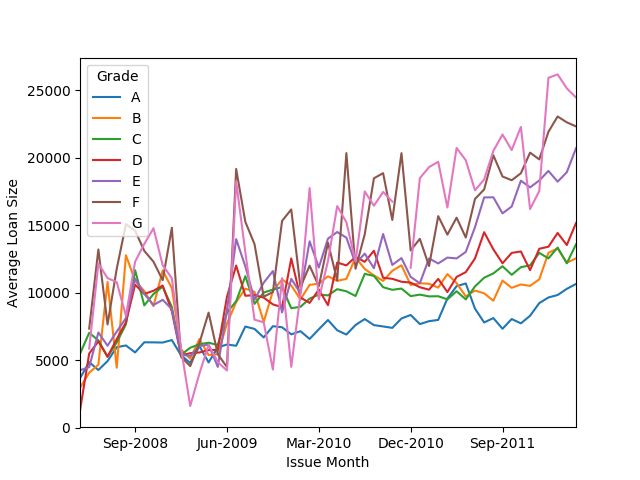 Grade
A
B
C
D
E
F
G
25000
20000
15000
10000
5000
0
Average Loan Size
Sep-2008 Jun-2009 Mar-2010 Dec-2010 Sep-2011
Issue Month